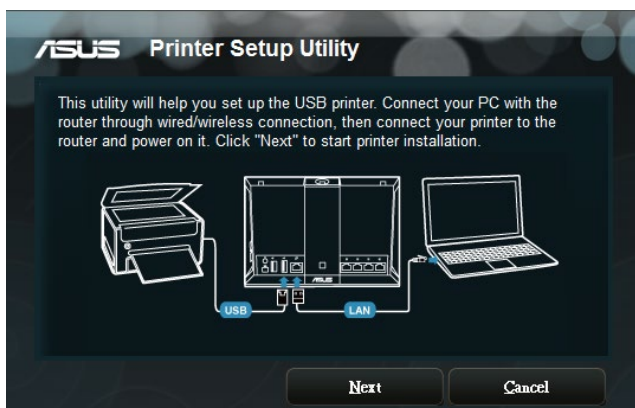 ASUS Printer Setup Utility
This utility will help you set up the USB printer. Connect your PC with the
router through wired/wireless connection, then connect your printer to the
router and power on it. Click "Next" to start printer installation.
ASUS
USB
LAN
Next
Cancel